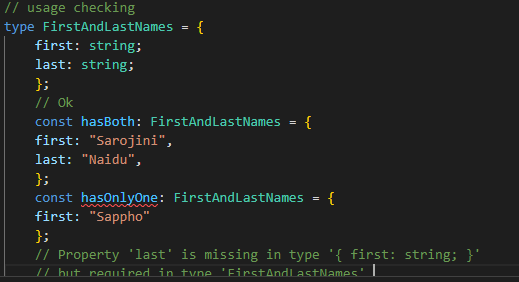 // usage checking
type FirstAndLastNames = {
first: string;
last: string;
};
// Ok
const hasBoth: FirstAndLastNames = {
first: "Sarojini",
last: "Naidu",
};
const hasOnlyOne: FirstAndLastNames = {
first: "Sappho"
};
// Property 'last' is missing in type '{ first: string; }'
// but required in type 'FirstAndLastNames'